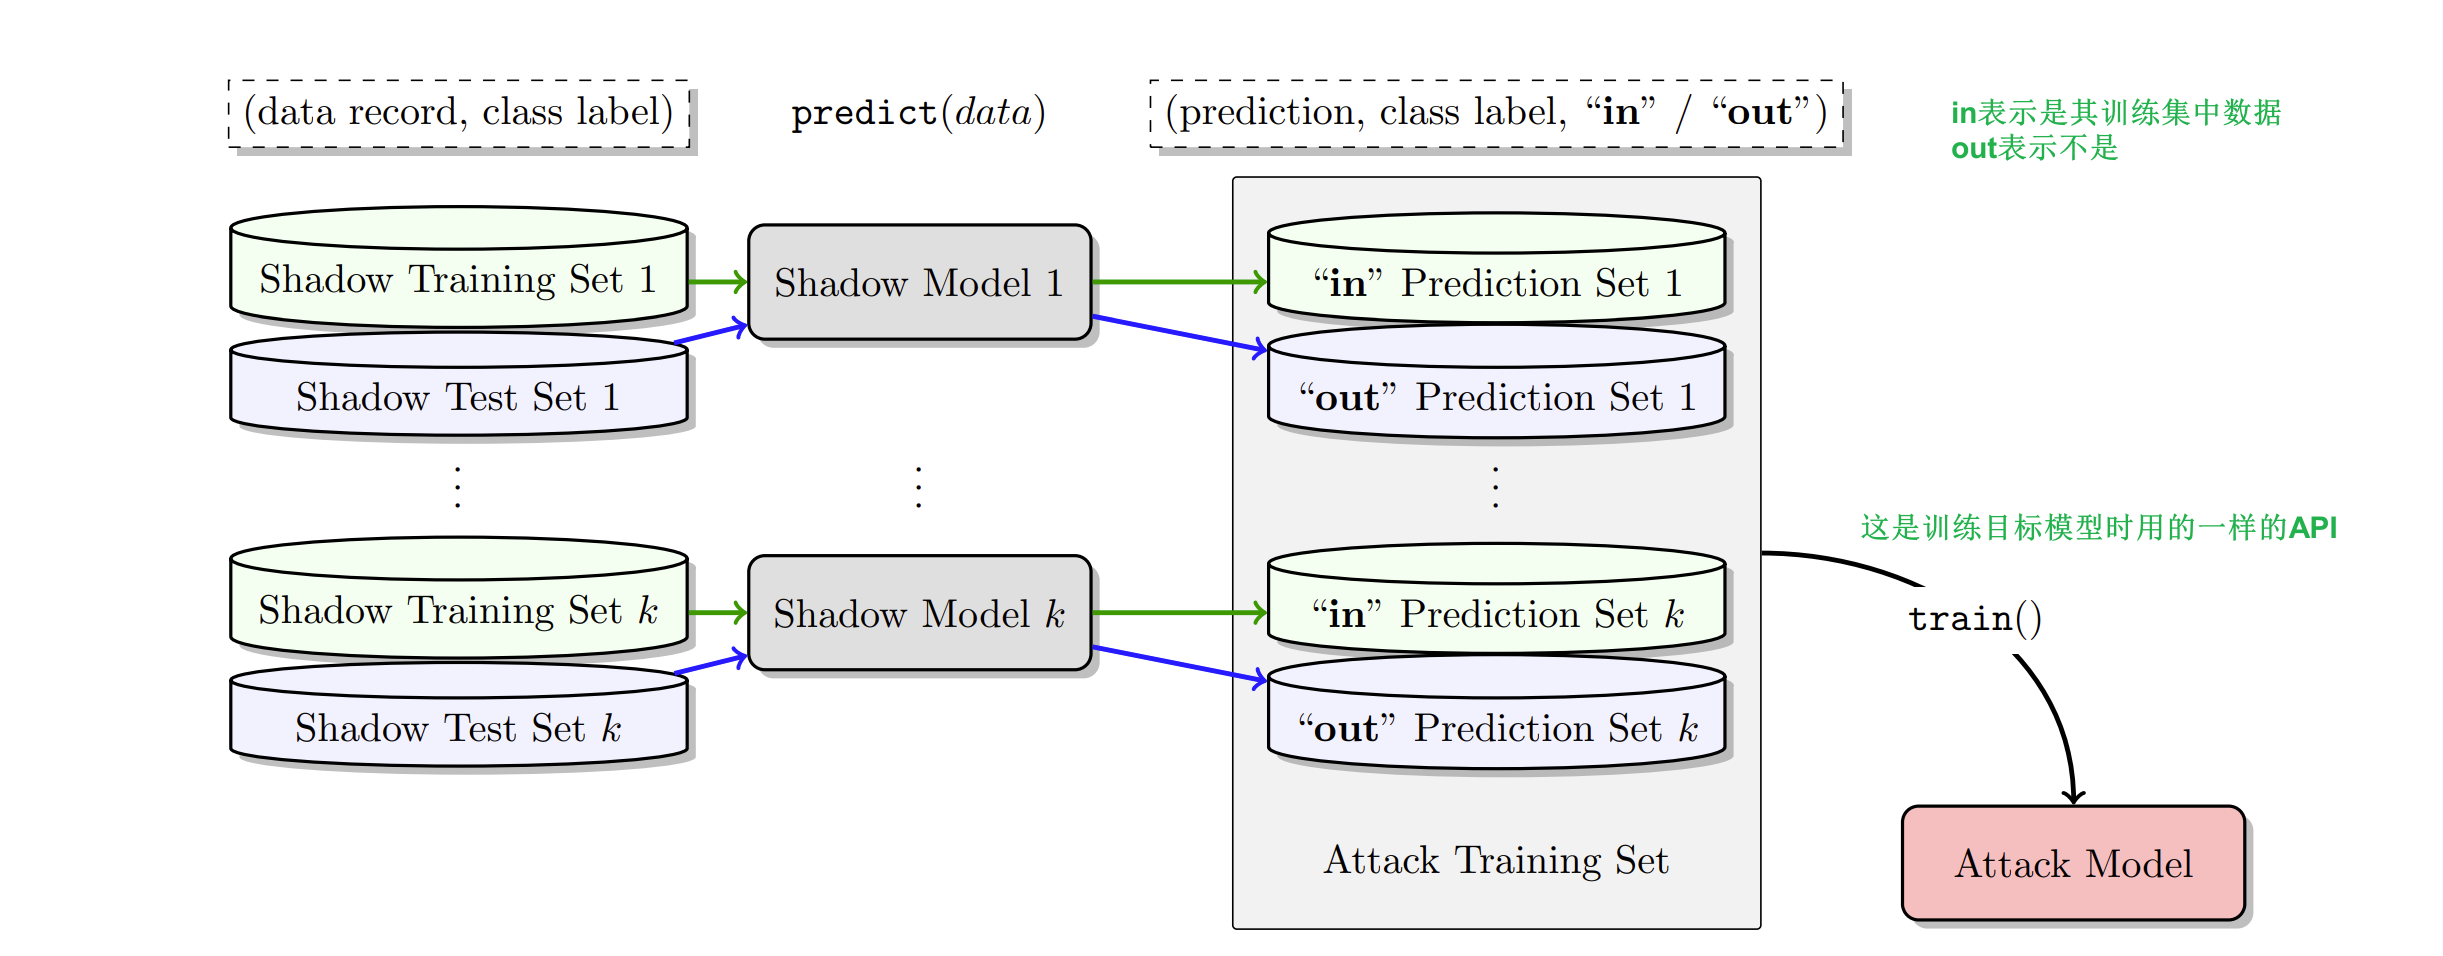 (data record, class label)
predict(data)
(prediction, class label, “in” / “out”)
in表示是其训练集中数据
out表示不是
Shadow Training Set 1
Shadow Model 1
“in” Prediction Set 1
Shadow Test Set 1
“out” Prediction Set 1
⋮ ⋮ ⋮
这是训练目标模型时用的一样的API
Shadow Training Set k
Shadow Model k
“in” Prediction Set k
train()
Shadow Test Set k
“out” Prediction Set k
Attack Training Set
Attack Model